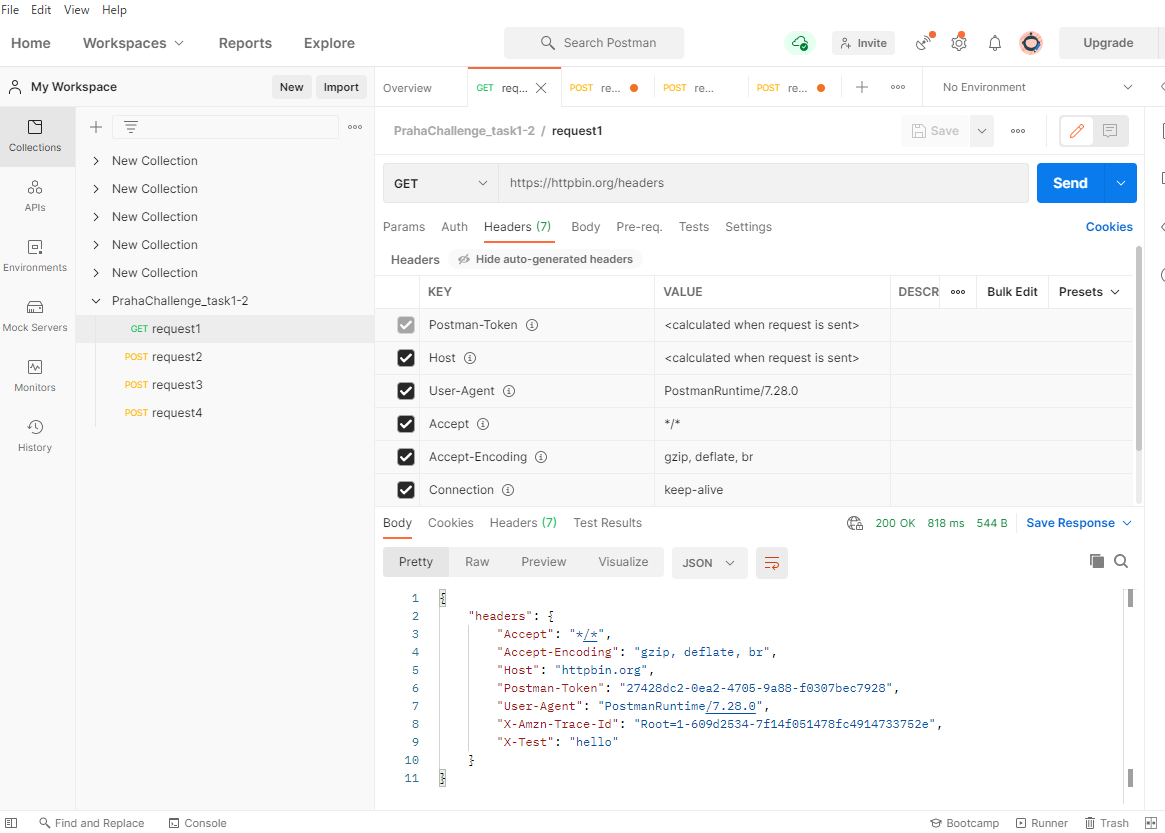 File Edit View Help
Home Workspaces Reports Explore Search Postman Invite Upgrade
My Workspace New Import Overview GET req... POST re... POST re... POST re... No Environment
PrahaChallenge_task1-2 / request1 Save
Collections
APIs
Environments
Mock Servers
Monitors
History
New Collection
New Collection
New Collection
New Collection
New Collection
PrahaChallenge_task1-2
GET request1
POST request2
POST request3
POST request4
GET https://httpbin.org/headers Send
Params Auth Headers (7) Body Pre-req. Tests Settings Cookies
Headers Hide auto-generated headers
KEY VALUE DESCR Bulk Edit Presets
Postman-Token <calculated when request is sent>
Host <calculated when request is sent>
User-Agent PostmanRuntime/7.28.0
Accept */*
Accept-Encoding gzip, deflate, br
Connection keep-alive
Body Cookies Headers (7) Test Results 200 OK 818 ms 544 B Save Response
Pretty Raw Preview Visualize JSON
1 {
2 "headers": {
3 "Accept": "*/*",
4 "Accept-Encoding": "gzip, deflate, br",
5 "Host": "httpbin.org",
6 "Postman-Token": "27428dc2-0ea2-4705-9a88-f0307bec7928",
7 "User-Agent": "PostmanRuntime/7.28.0",
8 "X-Amzn-Trace-Id": "Root=1-609d2534-7f14f051478fc4914733752e",
9 "X-Test": "hello"
10 }
11 }
Find and Replace Console Bootcamp Runner Trash